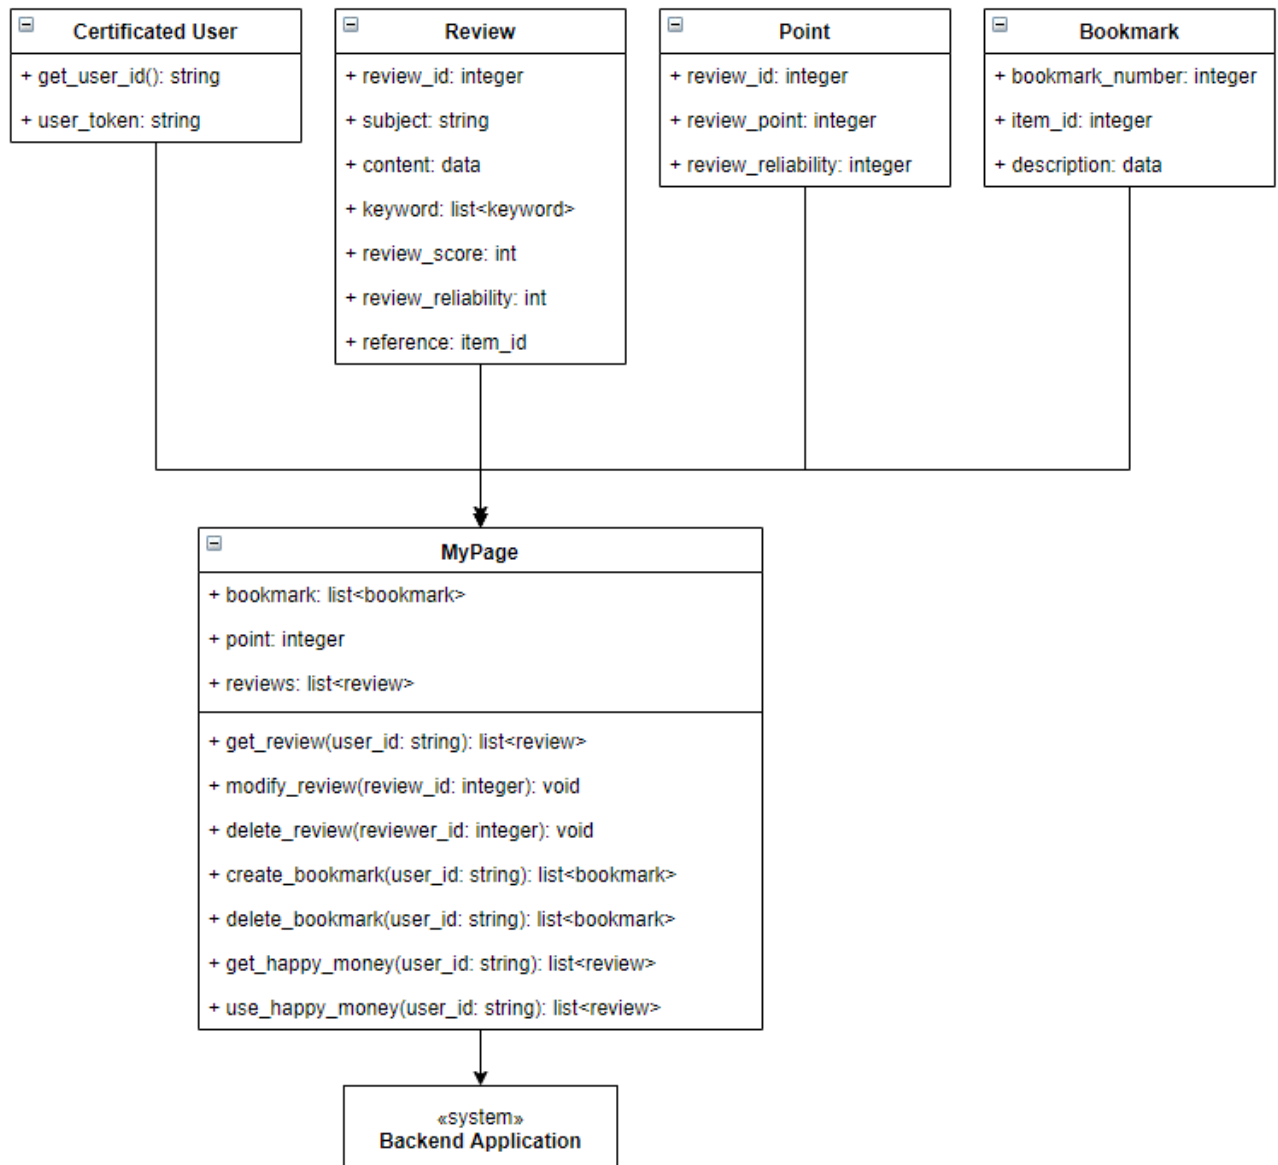 Certificated User
+ get_user_id(): string
+ user_token: string
Review
+ review_id: integer
+ subject: string
+ content: data
+ keyword: list<keyword>
+ review_score: int
+ review_reliability: int
+ reference: item_id
Point
+ review_id: integer
+ review_point: integer
+ review_reliability: integer
Bookmark
+ bookmark_number: integer
+ item_id: integer
+ description: data
MyPage
+ bookmark: list<bookmark>
+ point: integer
+ reviews: list<review>
+ get_review(user_id: string): list<review>
+ modify_review(review_id: integer): void
+ delete_review(reviewer_id: integer): void
+ create_bookmark(user_id: string): list<bookmark>
+ delete_bookmark(user_id: string): list<bookmark>
+ get_happy_money(user_id: string): list<review>
+ use_happy_money(user_id: string): list<review>
«system»
Backend Application